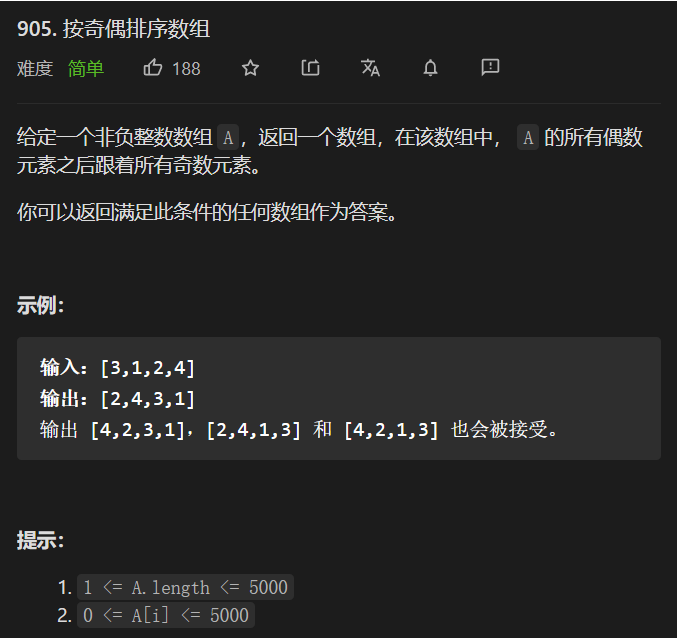 905. 按奇偶排序数组
难度 简单 188
给定一个非负整数数组 A，返回一个数组，在该数组中， A 的所有偶数
元素之后跟着所有奇数元素。
你可以返回满足此条件的任何数组作为答案。
示例：
输入：[3,1,2,4]
输出：[2,4,3,1]
输出 [4,2,3,1]，[2,4,1,3] 和 [4,2,1,3] 也会被接受。
提示：
1. 1 <= A.length <= 5000
2. 0 <= A[i] <= 5000